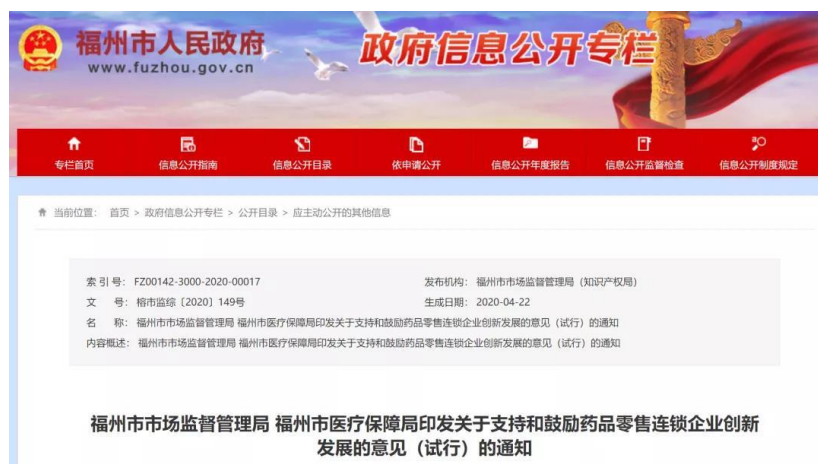 福州市人民政府
www.fuzhou.gov.cn
政府信息公开专栏
专栏首页 信息公开指南 信息公开目录 依申请公开 信息公开年度报告 信息公开监督检查 信息公开制度规定
当前位置： 首页 > 政府信息公开专栏 > 公开目录 > 应主动公开的其他信息
索 引 号： FZ00142-3000-2020-00017 发布机构： 福州市市场监督管理局（知识产权局）
文 号： 榕市监综〔2020〕149号 生成日期： 2020-04-22
名 称： 福州市市场监督管理局 福州市医疗保障局印发关于支持和鼓励药品零售连锁企业创新发展的意见（试行）的通知
内容概述： 福州市市场监督管理局 福州市医疗保障局印发关于支持和鼓励药品零售连锁企业创新发展的意见（试行）的通知
福州市市场监督管理局 福州市医疗保障局印发关于支持和鼓励药品零售连锁企业创新
发展的意见（试行）的通知